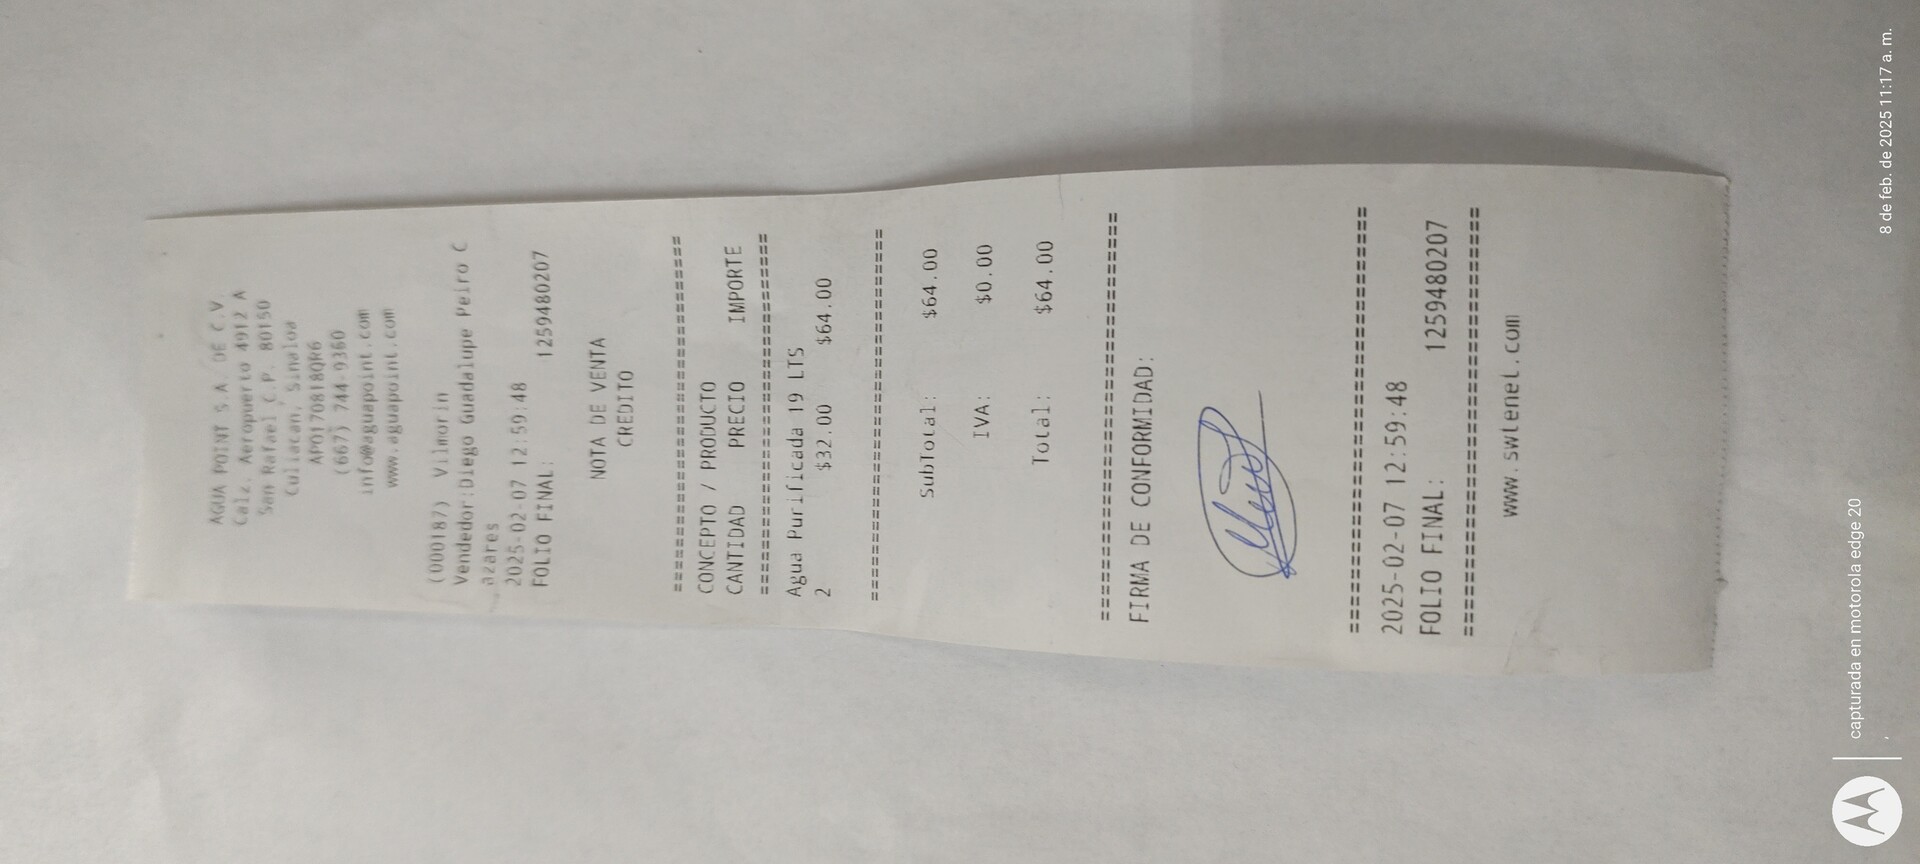 AGUA POINT S.A. DE C.V.
Calz. Aeropuerto 4912 A
San Rafael C.P. 80150
Culiacan, Sinaloa
APO170818QR6
(667) 744-9360
info@aguapoint.com
www.aguapoint.com
(000187) Vilmorin
Vendedor:Diego Guadalupe Peiro C
azares
2025-02-07 12:59:48
FOLIO FINAL: 1259480207
NOTA DE VENTA
CREDITO
================================
CONCEPTO / PRODUCTO
CANTIDAD PRECIO IMPORTE
================================
Agua Purificada 19 LTS
2 $32.00 $64.00
================================
SubTotal: $64.00
IVA: $0.00
Total: $64.00
================================
FIRMA DE CONFORMIDAD:
================================
2025-02-07 12:59:48
FOLIO FINAL: 1259480207
================================
www.swtenet.com
capturada en motorola edge 20
8 de feb. de 2025 11:17 a. m.